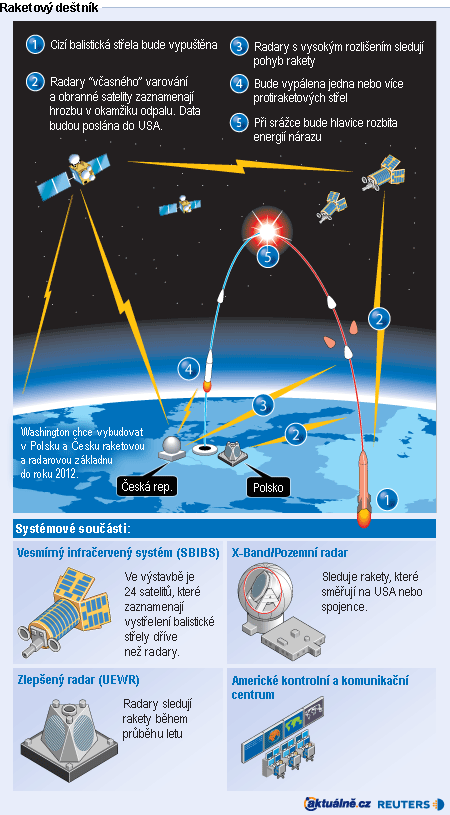 Raketový deštník
1 Cizí balistická střela bude vypuštěna
2 Radary "včasného" varování
a obranné satelity zaznamenají
hrozbu v okamžiku odpalu. Data
budou poslána do USA.
3 Radary s vysokým rozlišením sledují
pohyb rakety
4 Bude vypálena jedna nebo více
protiraketových střel
5 Při srážce bude hlavice rozbita
energií nárazu
5
2
4
3
2
1
Washington chce vybudovat
v Polsku a Česku raketovou
a radarovou základnu
do roku 2012.
Česká rep.
Polsko
Systémové součásti:
Vesmírný infračervený systém (SBIBS)
Ve výstavbě je
24 satelitů, které
zaznamenají
vystřelení balistické
střely dříve
než radary.
X-Band/Pozemní radar
Sleduje rakety, které
směřují na USA nebo
spojence.
Zlepšený radar (UEWR)
Radary sledují
rakety během
průběhu letu
Americké kontrolní a komunikační
centrum
aktuálně.cz REUTERS